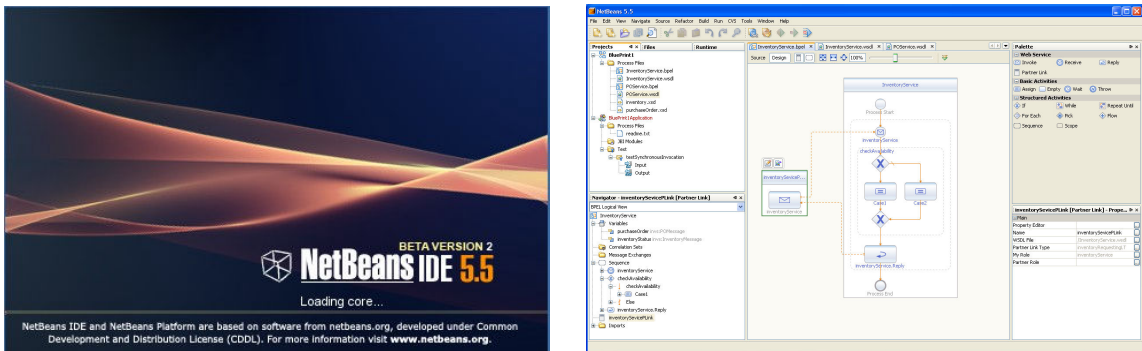 BETA VERSION 2
NetBeans IDE 5.5
Loading core...
NetBeans IDE and NetBeans Platform are based on software from netbeans.org, developed under Common
Development and Distribution License (CDDL). For more information visit www.netbeans.org.
NetBeans 5.5
File Edit View Navigate Source Refactor Build Run CVS Tools Window Help
Projects Files Runtime
BluePrint1
Process Files
InventoryService.bpel
InventoryService.wsdl
POService.bpel
POService.wsdl
inventory.xsd
purchaseOrder.xsd
BluePrint1Application
Process Files
readme.txt
JBI Modules
Test
testSynchronousInvocation
Input
Output
Navigator - inventorySevicePLink [Partner Link]
BPEL Logical View
InventoryService
Variables
purchaseOrder
inventoryStatus
Correlation Sets
Message Exchanges
Sequence
inventoryService
checkAvailability
checkAvailability
Case1
Else
inventoryService.Reply
inventorySevicePLink
Imports
InventoryService.bpel InventoryService.wsdl POService.wsdl
Source Design 100%
InventoryService
Process Start
inventoryService
checkAvailability
Case1 Case2
inventoryService.Reply
Process End
inventorySeviceP...
inventoryService
Palette
Web Service
Invoke Receive Reply
Partner Link
Basic Activities
Assign Empty Wait Throw
Structured Activities
If While Repeat Until
For Each Pick Flow
Sequence Scope
inventorySevicePLink [Partner Link] - Prope...
Main
Property Editor
Name inventorySevicePLink
WSDL File
Partner Link Type
My Role inventoryService
Partner Role